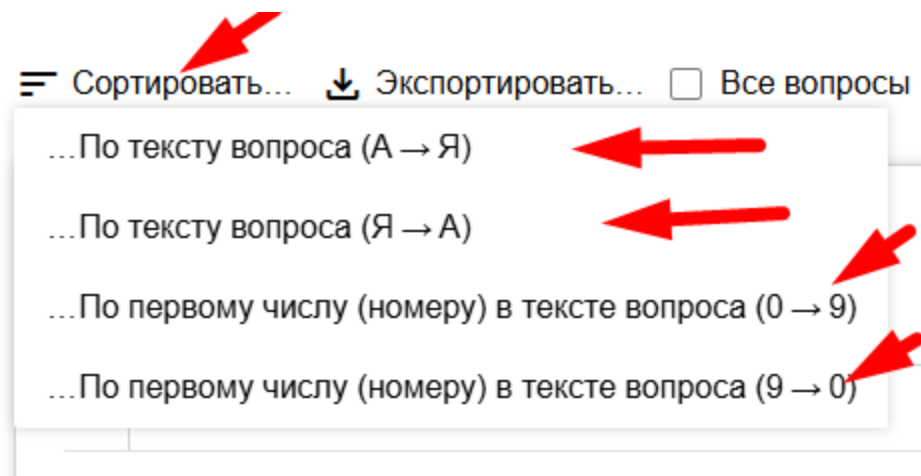 Сортировать… Экспортировать… Все вопросы
…По тексту вопроса (А → Я)
…По тексту вопроса (Я → А)
…По первому числу (номеру) в тексте вопроса (0 → 9)
…По первому числу (номеру) в тексте вопроса (9 → 0)